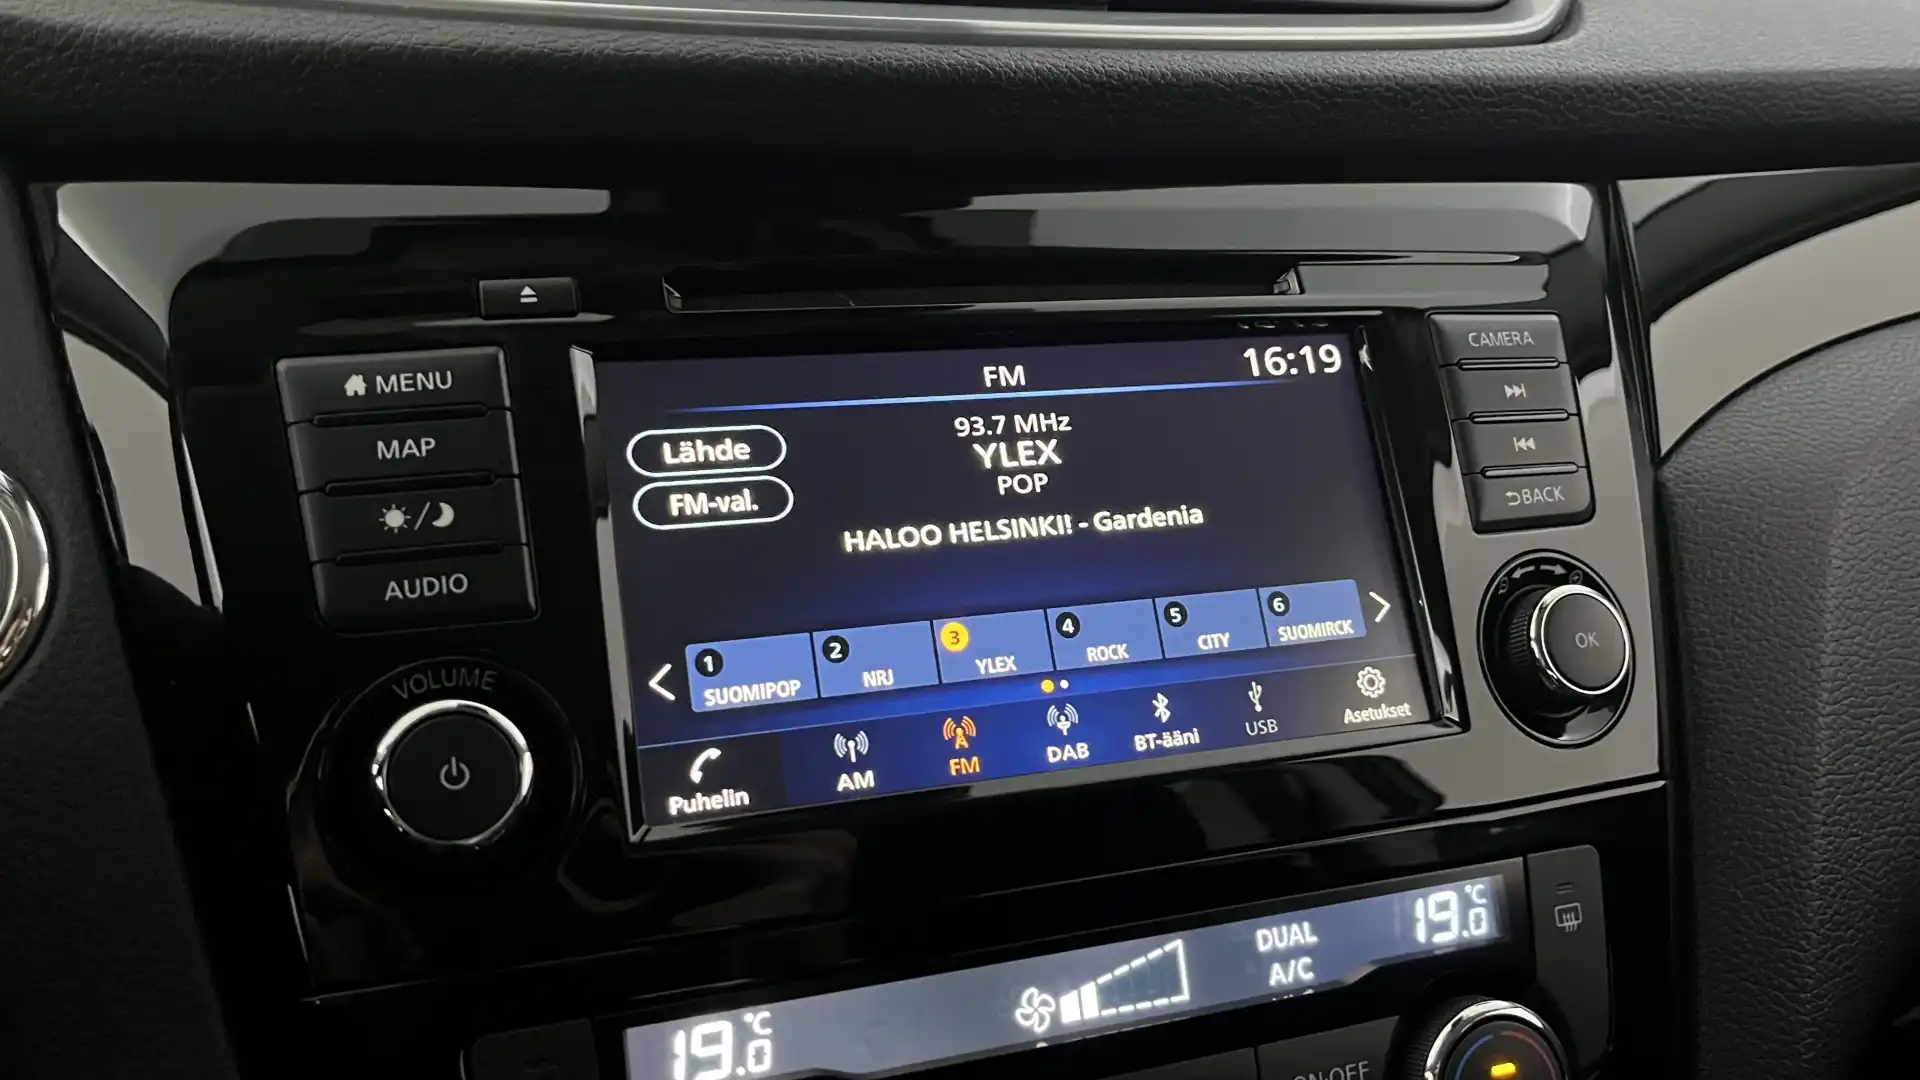 MENU
MAP
AUDIO
VOLUME
FM
16:19
Lähde
FM-val.
93.7 MHz
YLEX
POP
HALOO HELSINKI! - Gardenia
1 SUOMIPOP
2 NRJ
3 YLEX
4 ROCK
5 CITY
6 SUOMIRCK
Puhelin
AM
FM
DAB
BT-ääni
USB
Asetukset
CAMERA
BACK
OK
19.0 °C
DUAL
A/C
19.0 °C
ON·OFF